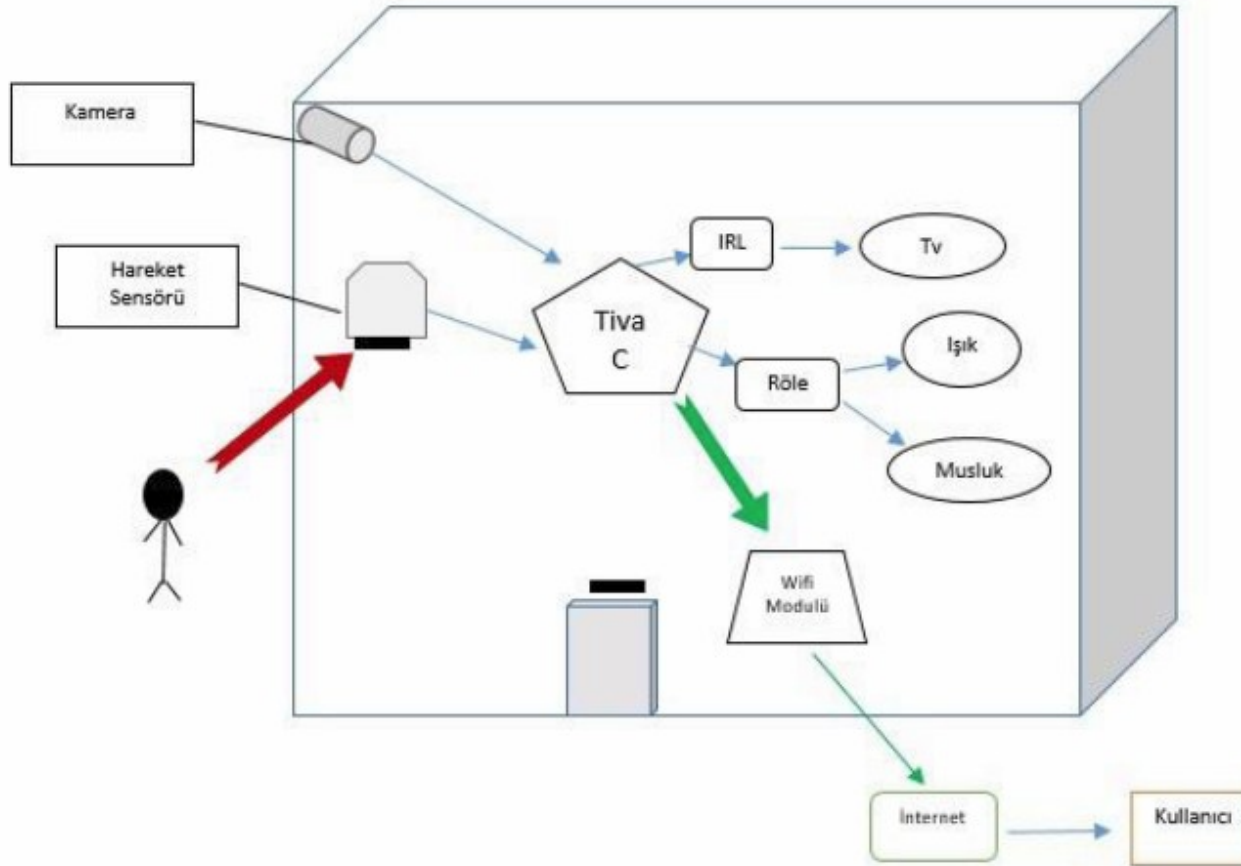 Kamera
Hareket
Sensörü
Tiva
C
IRL
Tv
Röle
Işık
Musluk
Wifi
Modulü
İnternet
Kullanıcı